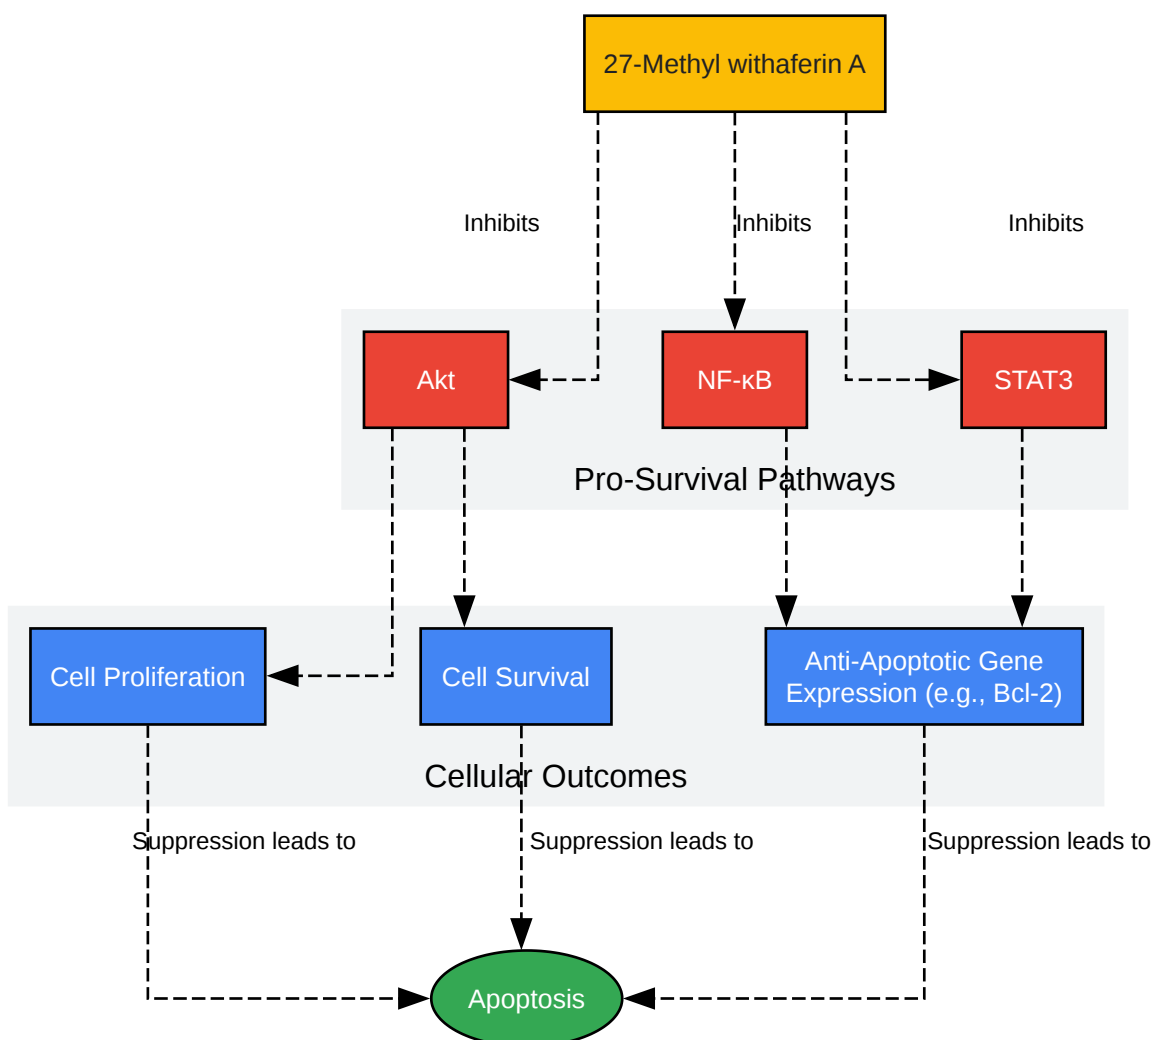 27-Methyl withaferin A
Inhibits
Inhibits
Inhibits
Akt
NF-κB
STAT3
Pro-Survival Pathways
Cell Proliferation
Cell Survival
Anti-Apoptotic Gene
Expression (e.g., Bcl-2)
Cellular Outcomes
Suppression leads to
Suppression leads to
Suppression leads to
Apoptosis